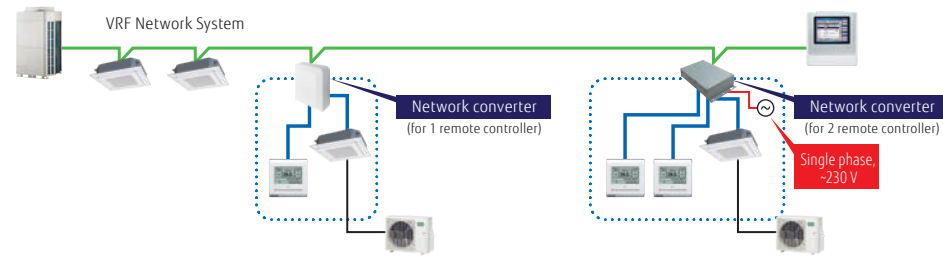 VRF Network System
Network converter
(for 1 remote controller)
Network converter
(for 2 remote controller)
Single phase,
~230 V